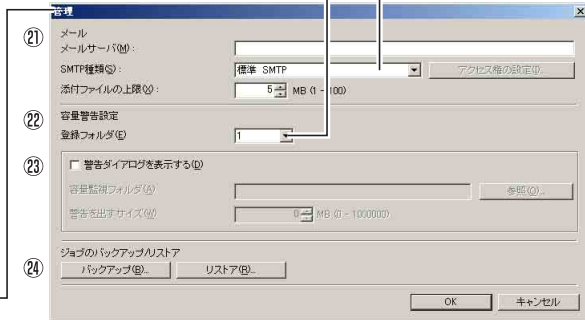 管理
㉑ メール
メールサーバ(M) :
SMTP種類(S) : 標準 SMTP アクセス権の設定(I)...
添付ファイルの上限(X) : 5 MB (1 - 100)
㉒ 容量警告設定
登録フォルダ(E) 1
㉓ 警告ダイアログを表示する(D)
容量監視フォルダ(A) 参照(O)...
警告を出すサイズ(W) 0 MB (0 - 1000000)
ジョブのバックアップ/リストア
㉔ バックアップ(B)... リストア(R)...
OK キャンセル